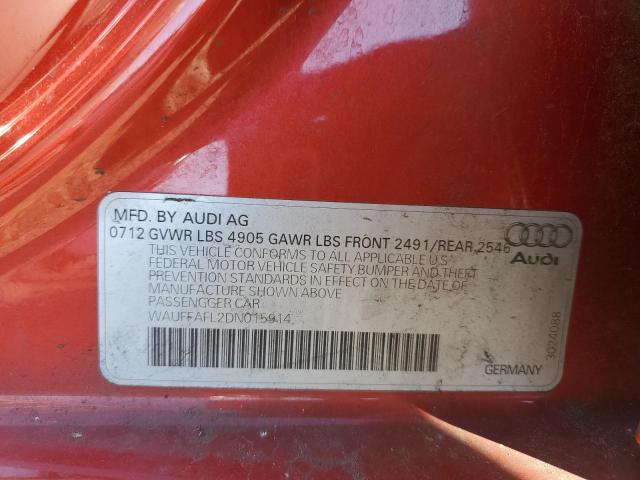 MFD. BY AUDI AG
0712 GVWR LBS 4905 GAWR LBS FRONT 2491/REAR 2546
THIS VEHICLE CONFORMS TO ALL APPLICABLE U.S
FEDERAL MOTOR VEHICLE SAFETY BUMPER AND THEFT
PREVENTION STANDARDS IN EFFECT ON THE DATE OF
MANUFACTURE SHOWN ABOVE
PASSENGGER CAR
WAUFFAFL2DN015914
Audi
3024088
GERMANY